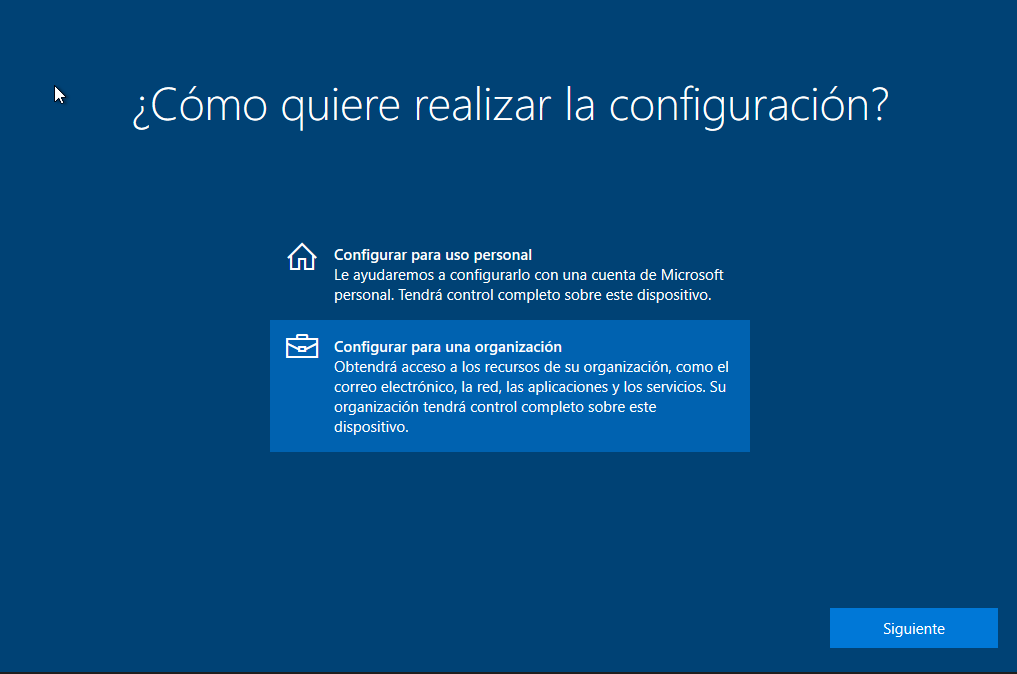 ¿Cómo quiere realizar la configuración?
Configurar para uso personal
Le ayudaremos a configurarlo con una cuenta de Microsoft
personal. Tendrá control completo sobre este dispositivo.
Configurar para una organización
Obtendrá acceso a los recursos de su organización, como el
correo electrónico, la red, las aplicaciones y los servicios. Su
organización tendrá control completo sobre este
dispositivo.
Siguiente